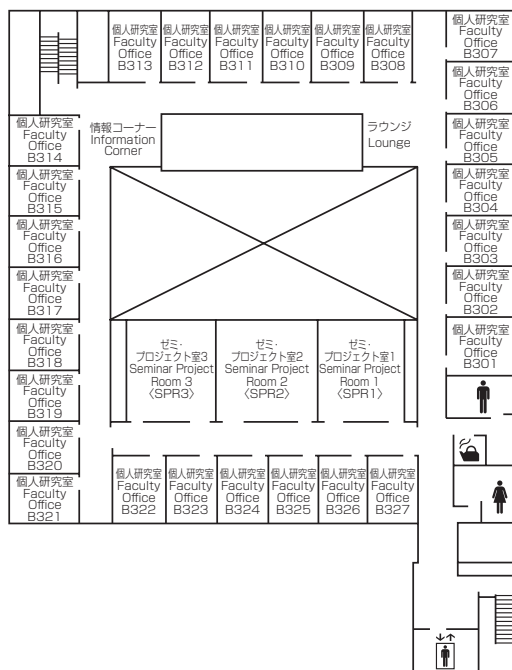 個人研究室
Faculty
Office
B313
個人研究室
Faculty
Office
B312
個人研究室
Faculty
Office
B311
個人研究室
Faculty
Office
B310
個人研究室
Faculty
Office
B309
個人研究室
Faculty
Office
B308
個人研究室
Faculty
Office
B307
個人研究室
Faculty
Office
B306
個人研究室
Faculty
Office
B305
個人研究室
Faculty
Office
B304
個人研究室
Faculty
Office
B303
個人研究室
Faculty
Office
B302
個人研究室
Faculty
Office
B301
情報コーナー
Information
Corner
ラウンジ
Lounge
個人研究室
Faculty
Office
B314
個人研究室
Faculty
Office
B315
個人研究室
Faculty
Office
B316
個人研究室
Faculty
Office
B317
個人研究室
Faculty
Office
B318
個人研究室
Faculty
Office
B319
個人研究室
Faculty
Office
B320
個人研究室
Faculty
Office
B321
ゼミ・
プロジェクト室3
Seminar Project
Room 3
〈SPR3〉
ゼミ・
プロジェクト室2
Seminar Project
Room 2
〈SPR2〉
ゼミ・
プロジェクト室1
Seminar Project
Room 1
〈SPR1〉
個人研究室
Faculty
Office
B322
個人研究室
Faculty
Office
B323
個人研究室
Faculty
Office
B324
個人研究室
Faculty
Office
B325
個人研究室
Faculty
Office
B326
個人研究室
Faculty
Office
B327